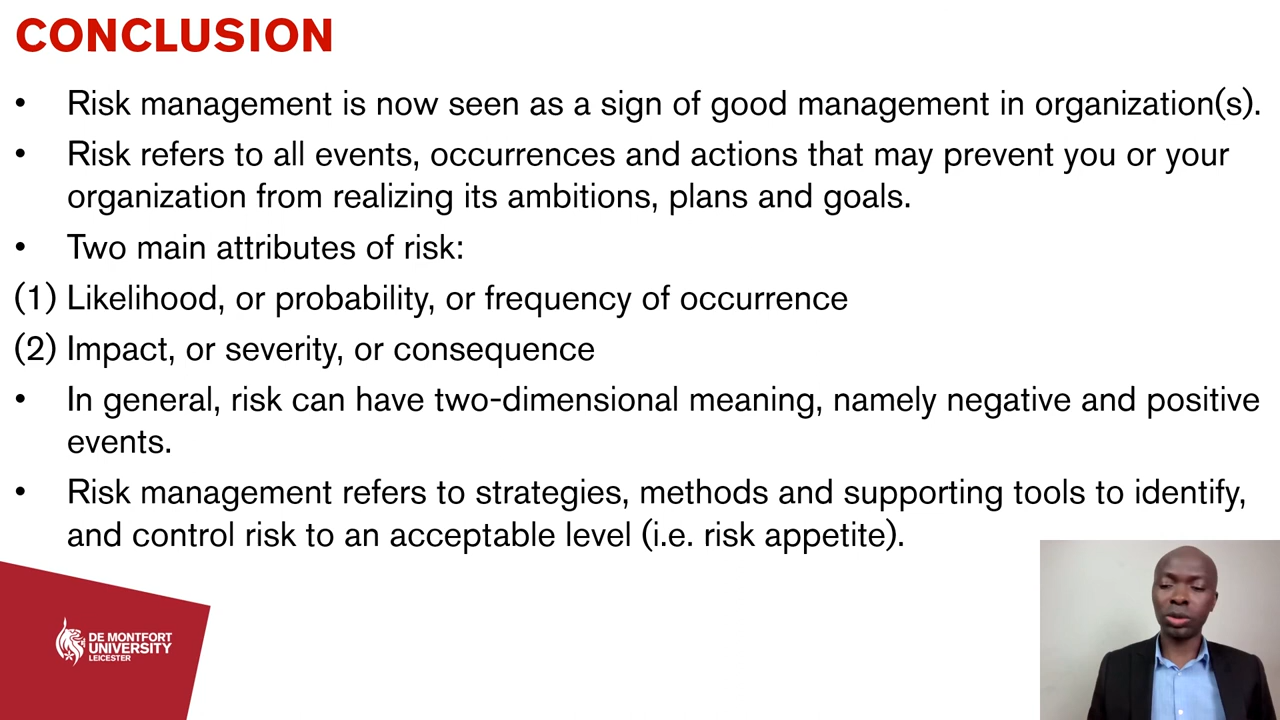 CONCLUSION
• Risk management is now seen as a sign of good management in organization(s).
• Risk refers to all events, occurrences and actions that may prevent you or your
organization from realizing its ambitions, plans and goals.
• Two main attributes of risk:
(1) Likelihood, or probability, or frequency of occurrence
(2) Impact, or severity, or consequence
• In general, risk can have two-dimensional meaning, namely negative and positive
events.
• Risk management refers to strategies, methods and supporting tools to identify,
and control risk to an acceptable level (i.e. risk appetite).
DE MONTFORT
UNIVERSITY
LEICESTER